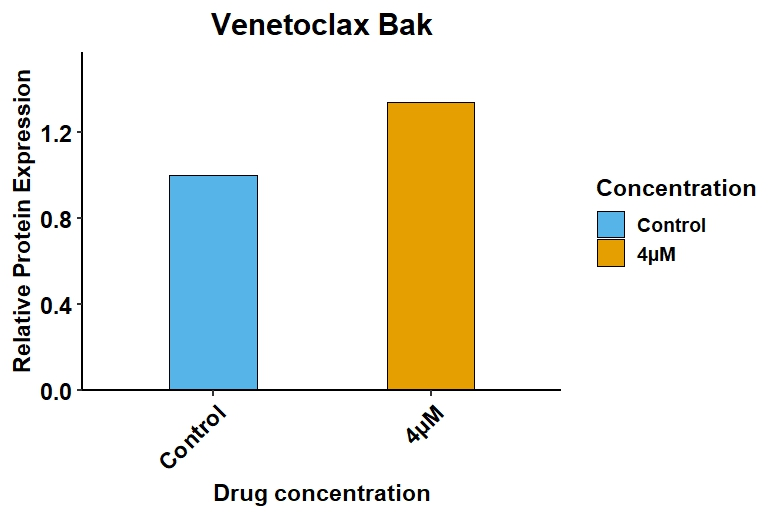 Venetoclax Bak
Relative Protein Expression
1.2
0.8
0.4
0.0
Control
4µM
Drug concentration
Concentration
Control
4µM